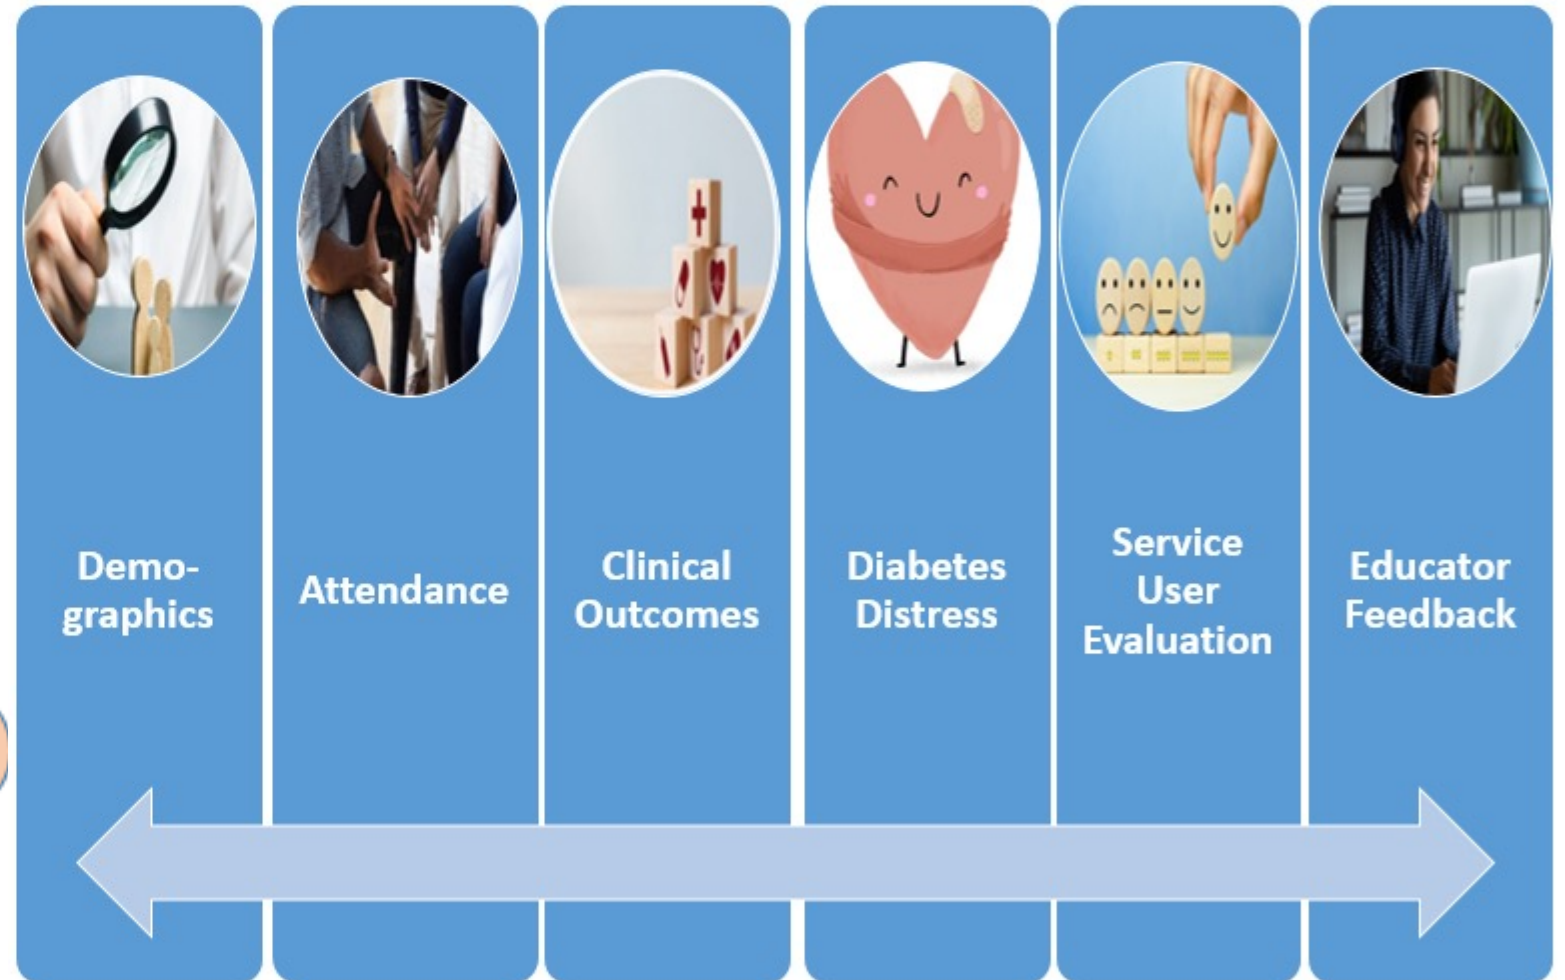 Demo-
graphics
Attendance
Clinical
Outcomes
Diabetes
Distress
Service
User
Evaluation
Educator
Feedback